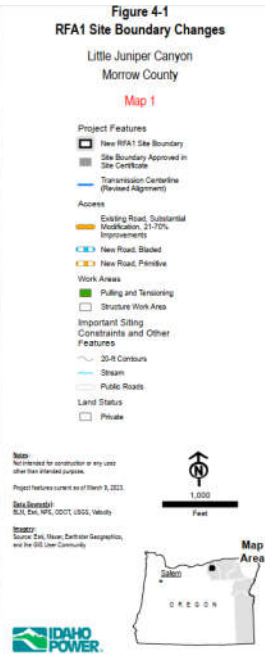 Figure 4-1
RFA1 Site Boundary Changes
Little Juniper Canyon
Morrow County
Map 1
Project Features
New RFA1 Site Boundary
Site Boundary Approved in
Site Certificate
Transmission Centerline
(Revised Alignment)
Access
Existing Road, Substantial
Modification, 21-70%
Improvements
New Road, Bladed
New Road, Primitive
Work Areas
Pulling and Tensioning
Structure Work Area
Important Siting
Constraints and Other
Features
20-ft Contours
Stream
Public Roads
Land Status
Private
Notes:
Not intended for construction or any uses
other than intended purpose.
Project features current as of March 9, 2023.
Data Source(s):
BLM, Esri, NPS, ODOT, USGS, Velocity
Imagery:
Source: Esri, Maxar, Earthstar Geographics,
and the GIS User Community
N
1,000
Feet
Map
Area
Salem
OREGON
IDAHO
POWER